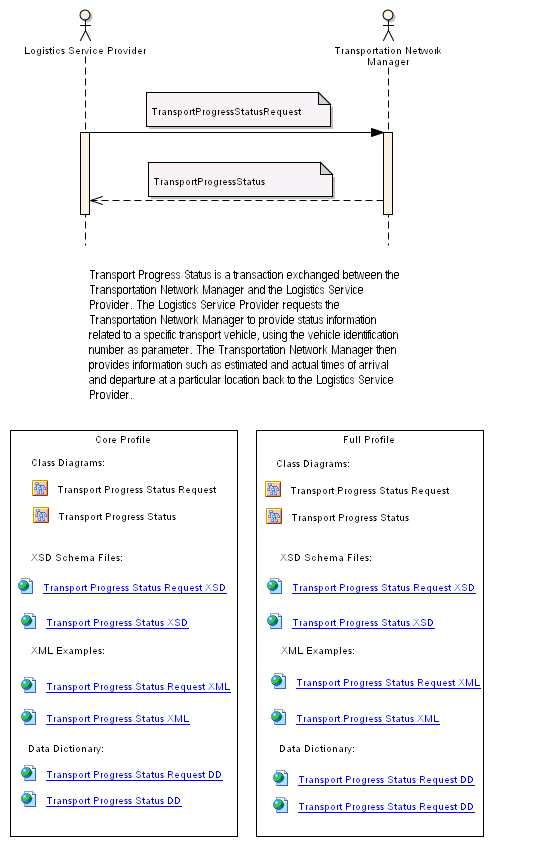 Logistics Service Provider
Transportation Network
Manager
TransportProgressStatusRequest
TransportProgressStatus
Transport Progress Status is a transaction exchanged between the
Transportation Network Manager and the Logistics Service
Provider. The Logistics Service Provider requests the
Transportation Network Manager to provide status information
related to a specific transport vehicle, using the vehicle identification
number as parameter. The Transportation Network Manager then
provides information such as estimated and actual times of arrival
and departure at a particular location back to the Logistics Service
Provider.
Core Profile
Class Diagrams:
Transport Progress Status Request
Transport Progress Status
XSD Schema Files:
Transport Progress Status Request XSD
Transport Progress Status XSD
XML Examples:
Transport Progress Status Request XML
Transport Progress Status XML
Data Dictionary:
Transport Progress Status Request DD
Transport Progress Status DD
Full Profile
Class Diagrams:
Transport Progress Status Request
Transport Progress Status
XSD Schema Files:
Transport Progress Status Request XSD
Transport Progress Status XSD
XML Examples:
Transport Progress Status Request XML
Transport Progress Status XML
Data Dictionary:
Transport Progress Status Request DD
Transport Progress Status Request DD